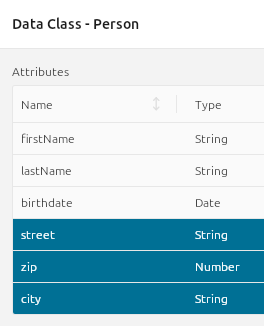 Data Class - Person
Attributes
Name Type
firstName String
lastName String
birthdate Date
street String
zip Number
city String